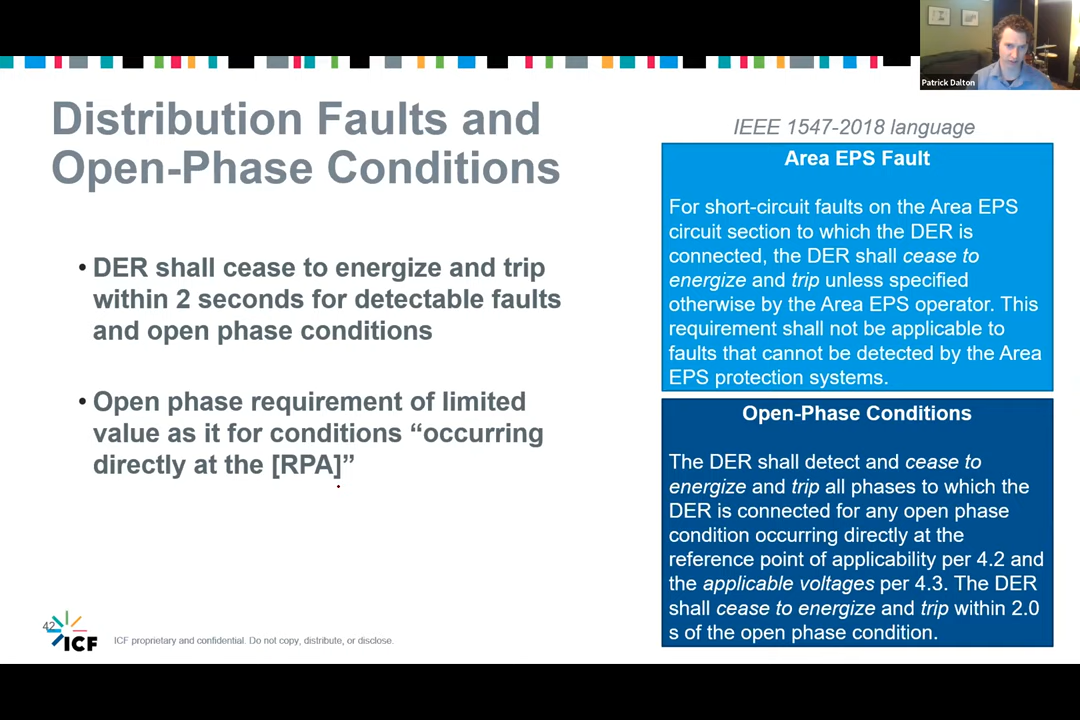 Patrick Dalton
Distribution Faults and
Open-Phase Conditions
• DER shall cease to energize and trip
within 2 seconds for detectable faults
and open phase conditions
• Open phase requirement of limited
value as it for conditions “occurring
directly at the [RPA]”
IEEE 1547-2018 language
Area EPS Fault
For short-circuit faults on the Area EPS
circuit section to which the DER is
connected, the DER shall cease to
energize and trip unless specified
otherwise by the Area EPS operator. This
requirement shall not be applicable to
faults that cannot be detected by the Area
EPS protection systems.
Open-Phase Conditions
The DER shall detect and cease to
energize and trip all phases to which the
DER is connected for any open phase
condition occurring directly at the
reference point of applicability per 4.2 and
the applicable voltages per 4.3. The DER
shall cease to energize and trip within 2.0
s of the open phase condition.
42
ICF
ICF proprietary and confidential. Do not copy, distribute, or disclose.